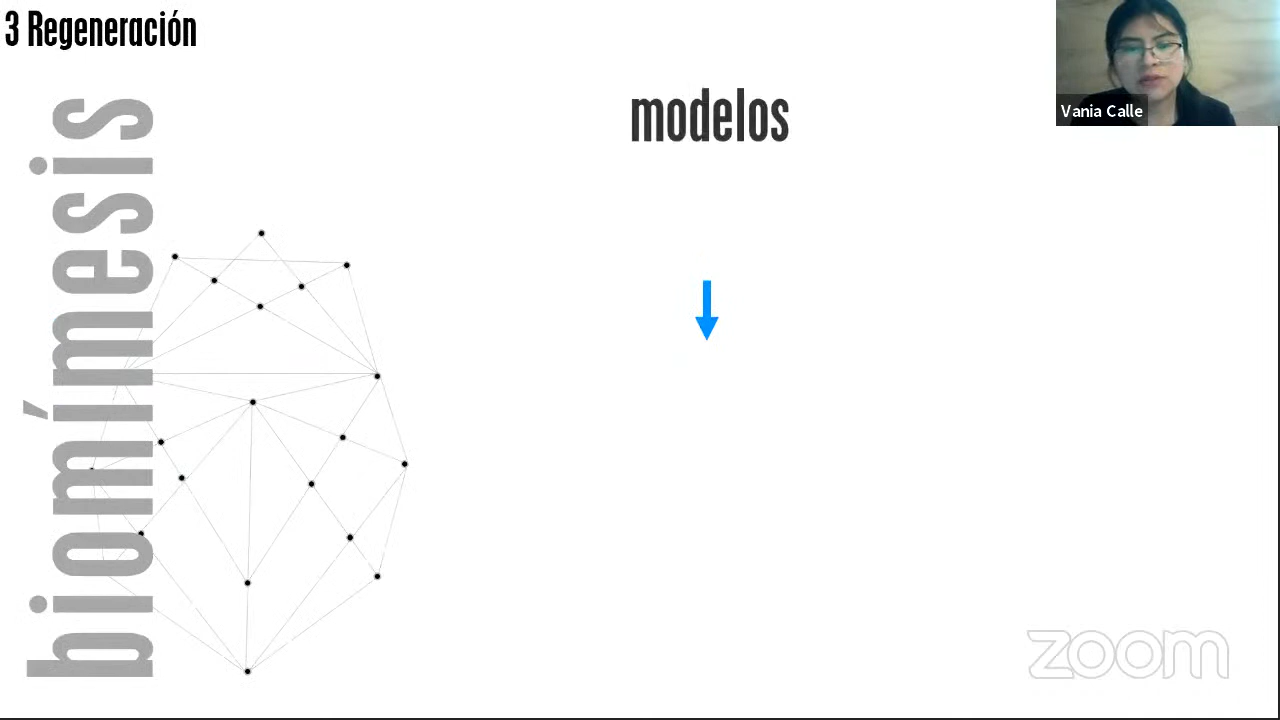 3 Regeneración
modelos
Vania Calle
biomímesis
zoom